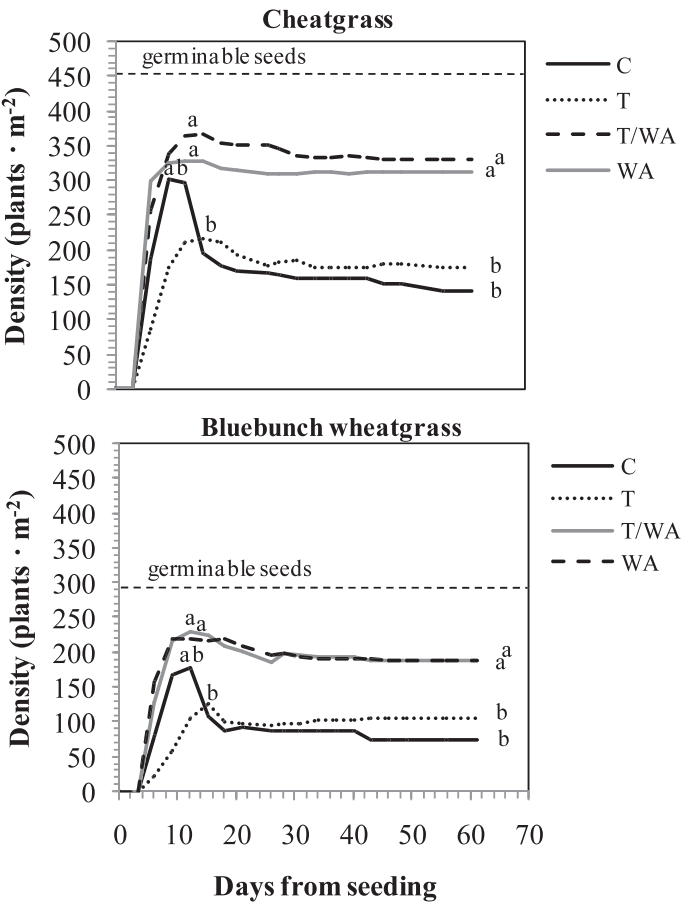 Cheatgrass
500
450
400
350
300
250
200
150
100
50
0
Density (plants · m-2)
germinable seeds
a
a
ab
b
a
a
b
b
C
T
T/WA
WA
Bluebunch wheatgrass
500
450
400
350
300
250
200
150
100
50
0
Density (plants · m-2)
germinable seeds
a
a
ab
b
a
a
b
b
C
T
T/WA
WA
0 10 20 30 40 50 60 70
Days from seeding